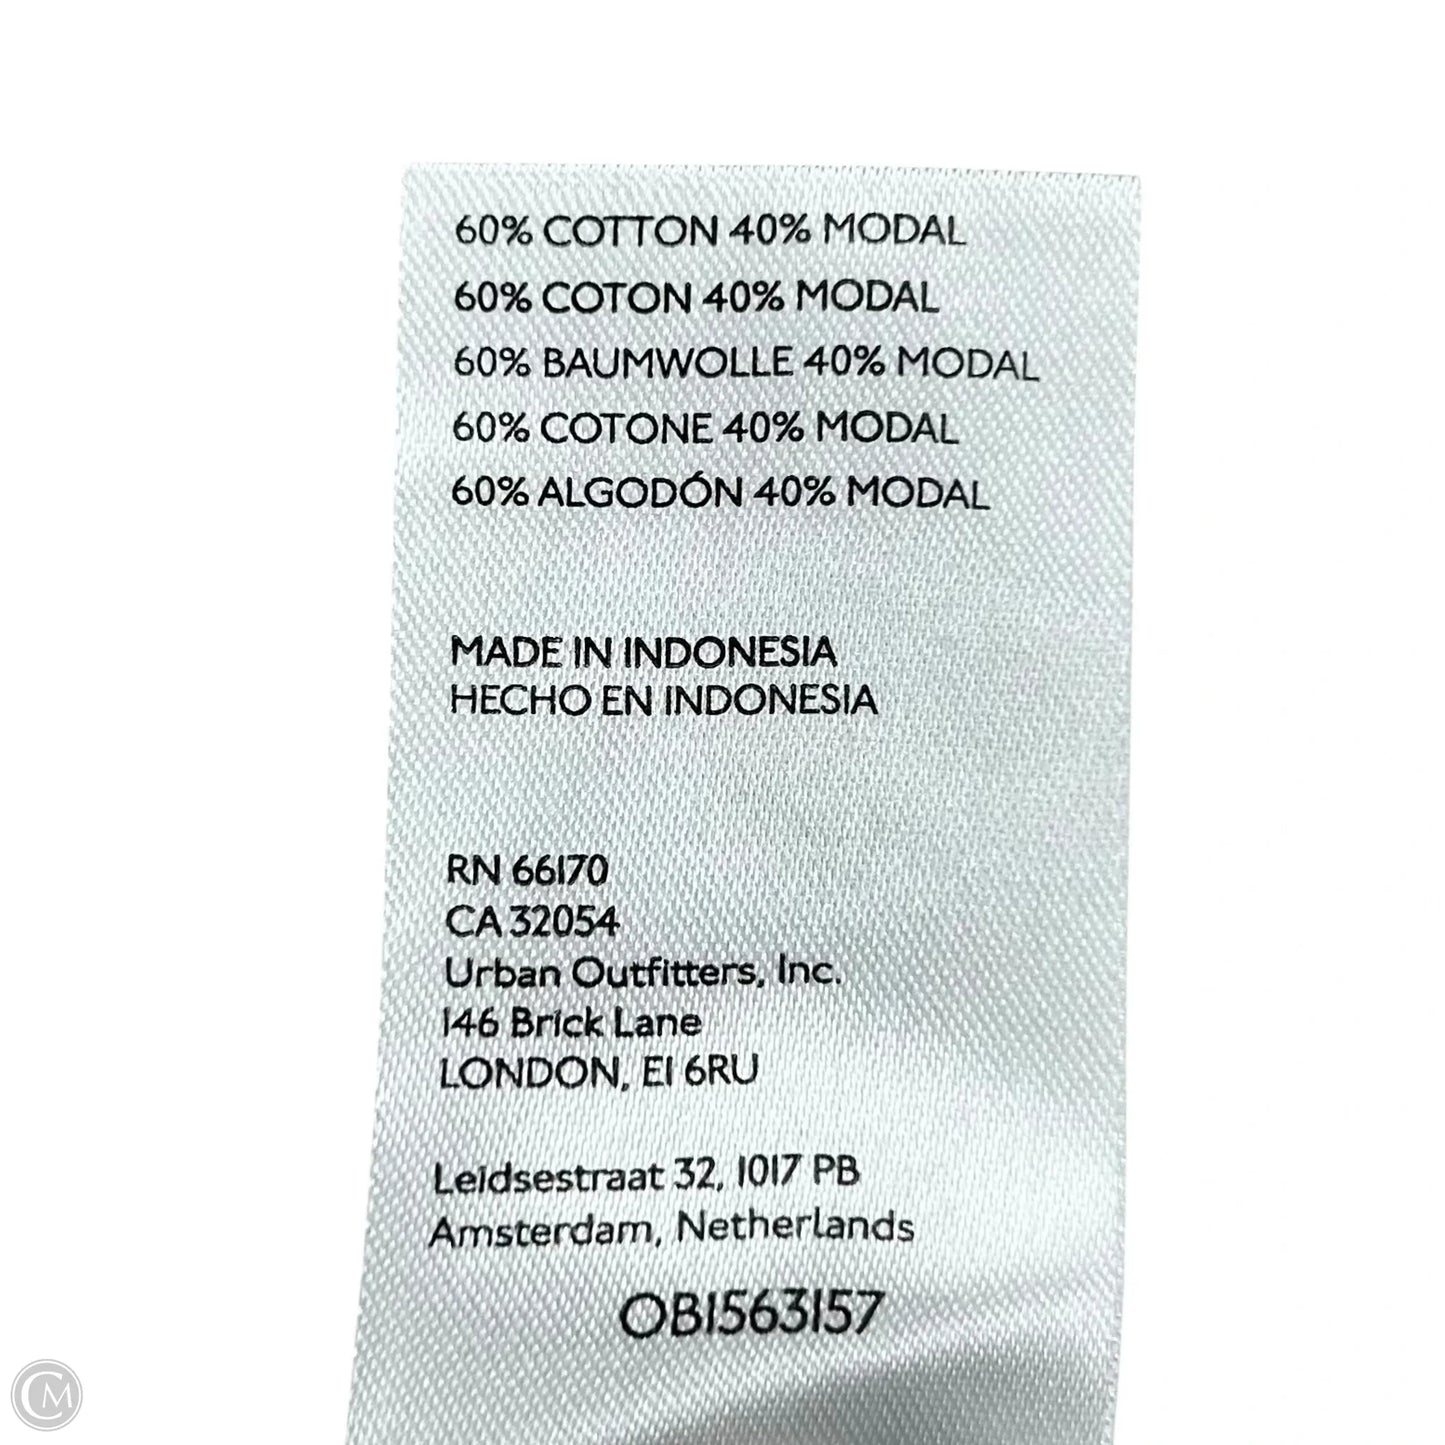 60% COTTON 40% MODAL
60% COTON 40% MODAL
60% BAUMWOLLE 40% MODAL
60% COTONE 40% MODAL
60% ALGODÓN 40% MODAL
MADE IN INDONESIA
HECHO EN INDONESIA
RN 66170
CA 32054
Urban Outfitters, Inc.
146 Brick Lane
LONDON, E1 6RU
Leidsestraat 32, 1017 PB
Amsterdam, Netherlands
OB1563157
CM